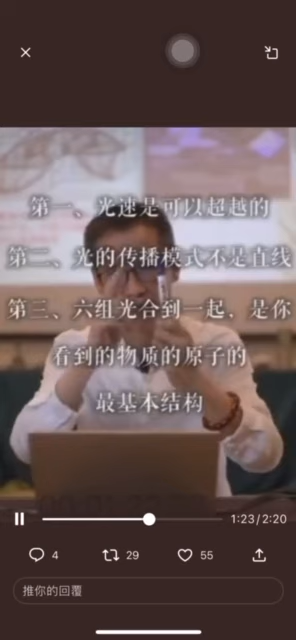 第一、光速是可以超越的
第二、光的传播模式不是直线
第三、六组光合到一起，是你
看到的物质的原子的
最基本结构
1:23/2:20
4
29
55
推你的回覆